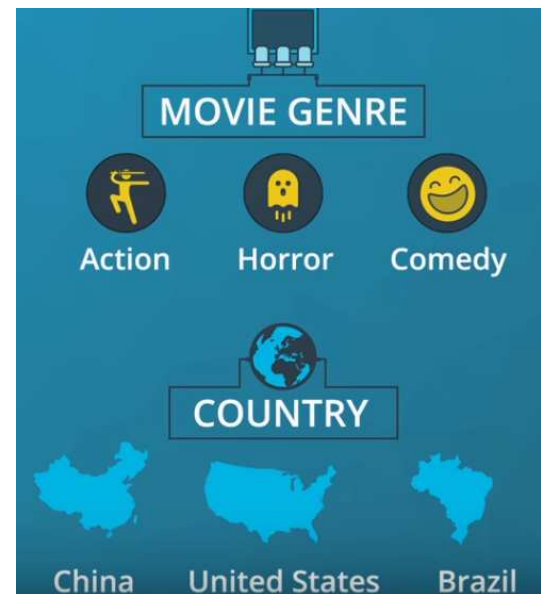 MOVIE GENRE
Action Horror Comedy
COUNTRY
China United States Brazil